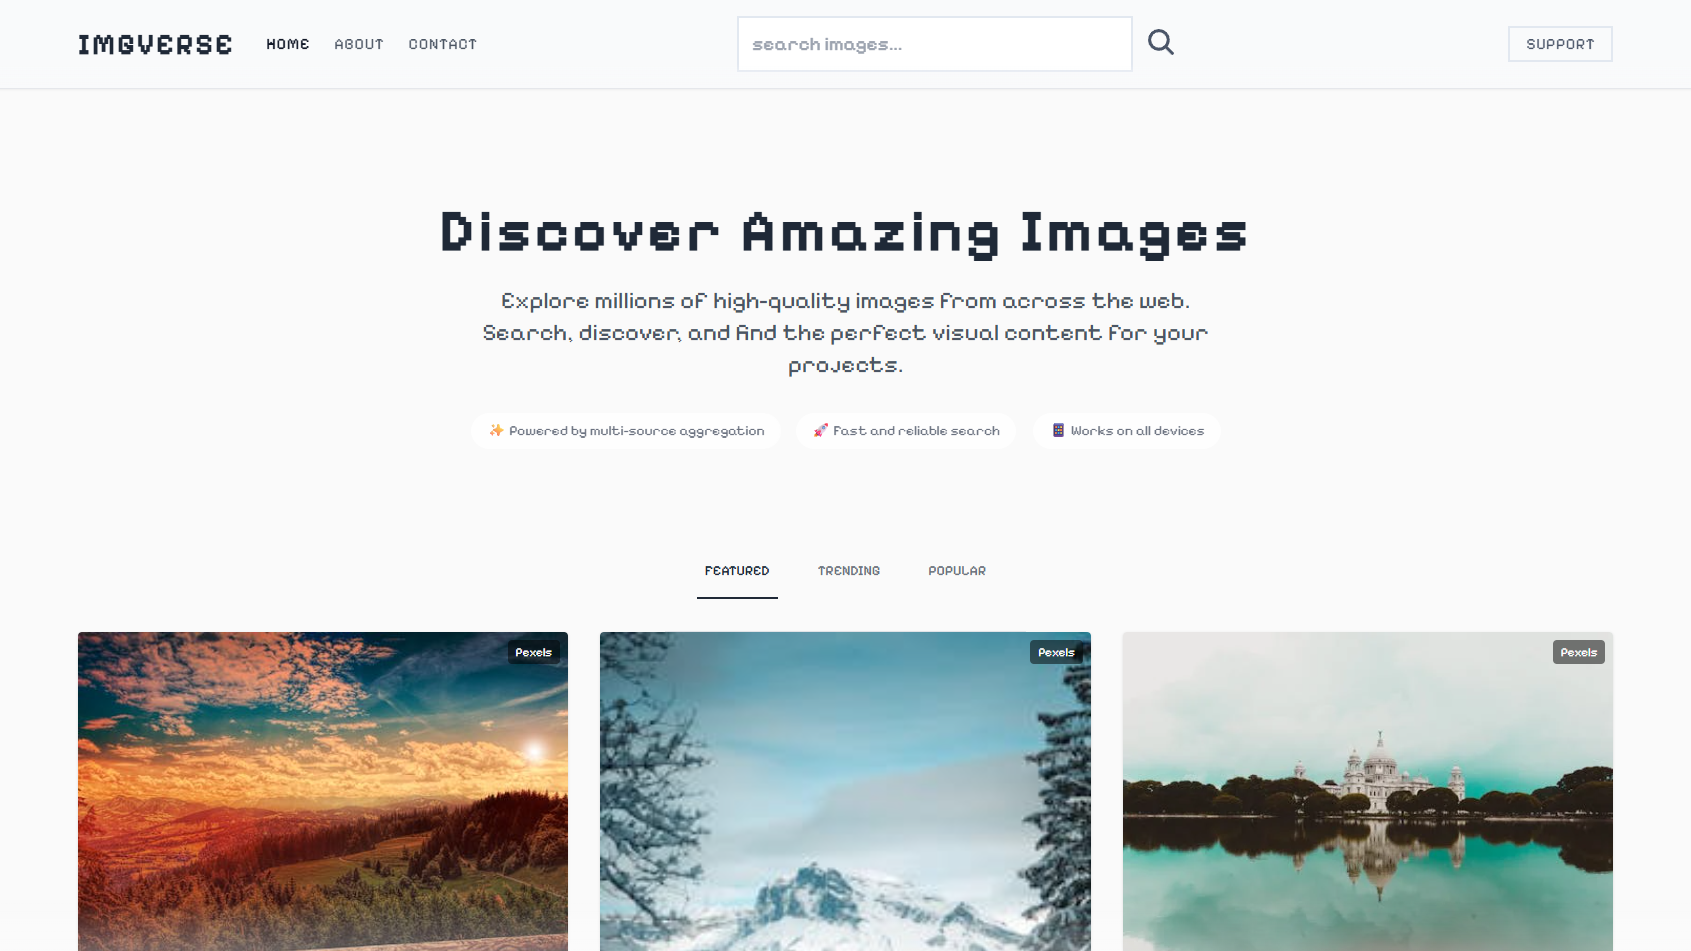 IMGVERSE
HOME
ABOUT
CONTACT
search images...
SUPPORT
Discover Amazing Images
Explore millions of high-quality images from across the web.
Search, discover, and find the perfect visual content for your
projects.
✨ Powered by multi-source aggregation
🚀 Fast and reliable search
📱 Works on all devices
FEATURED
TRENDING
POPULAR
Pexels
Pexels
Pexels